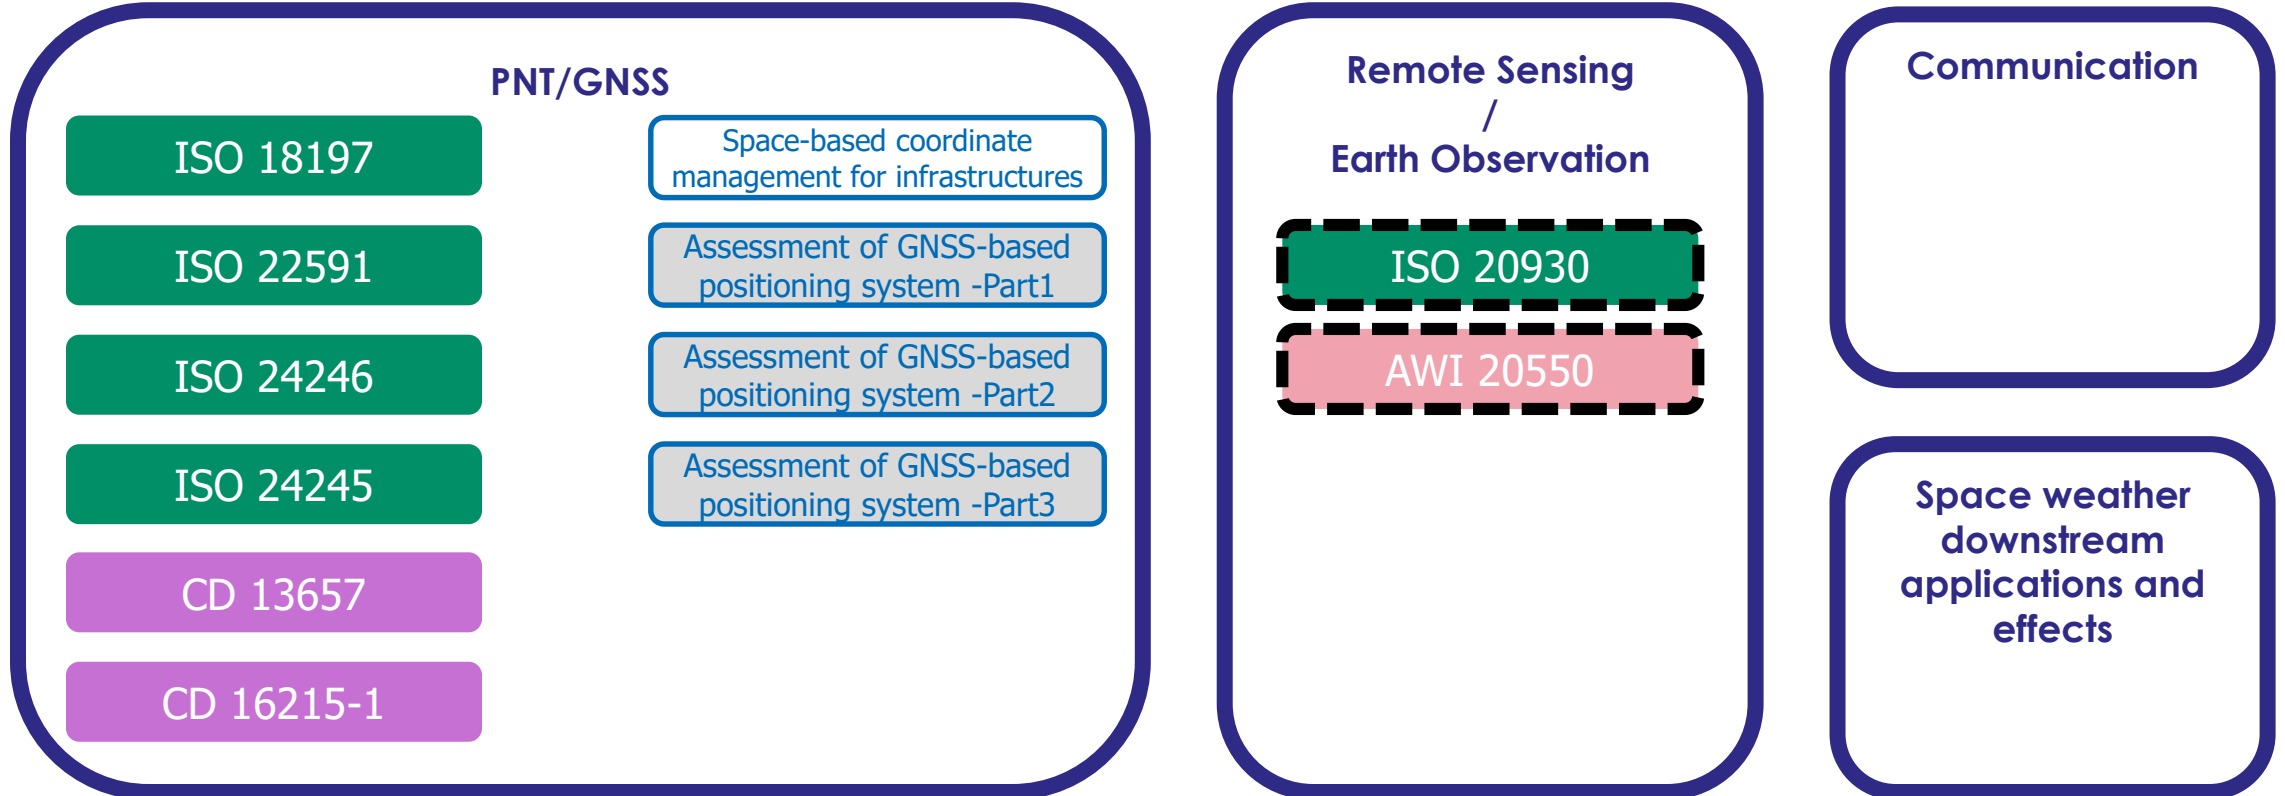 PNT/GNSS
ISO 18197
ISO 22591
ISO 24246
ISO 24245
CD 13657
CD 16215-1
Space-based coordinate
management for infrastructures
Assessment of GNSS-based
positioning system -Part1
Assessment of GNSS-based
positioning system -Part2
Assessment of GNSS-based
positioning system -Part3
Remote Sensing
/
Earth Observation
ISO 20930
AWI 20550
Communication
Space weather
downstream
applications and
effects